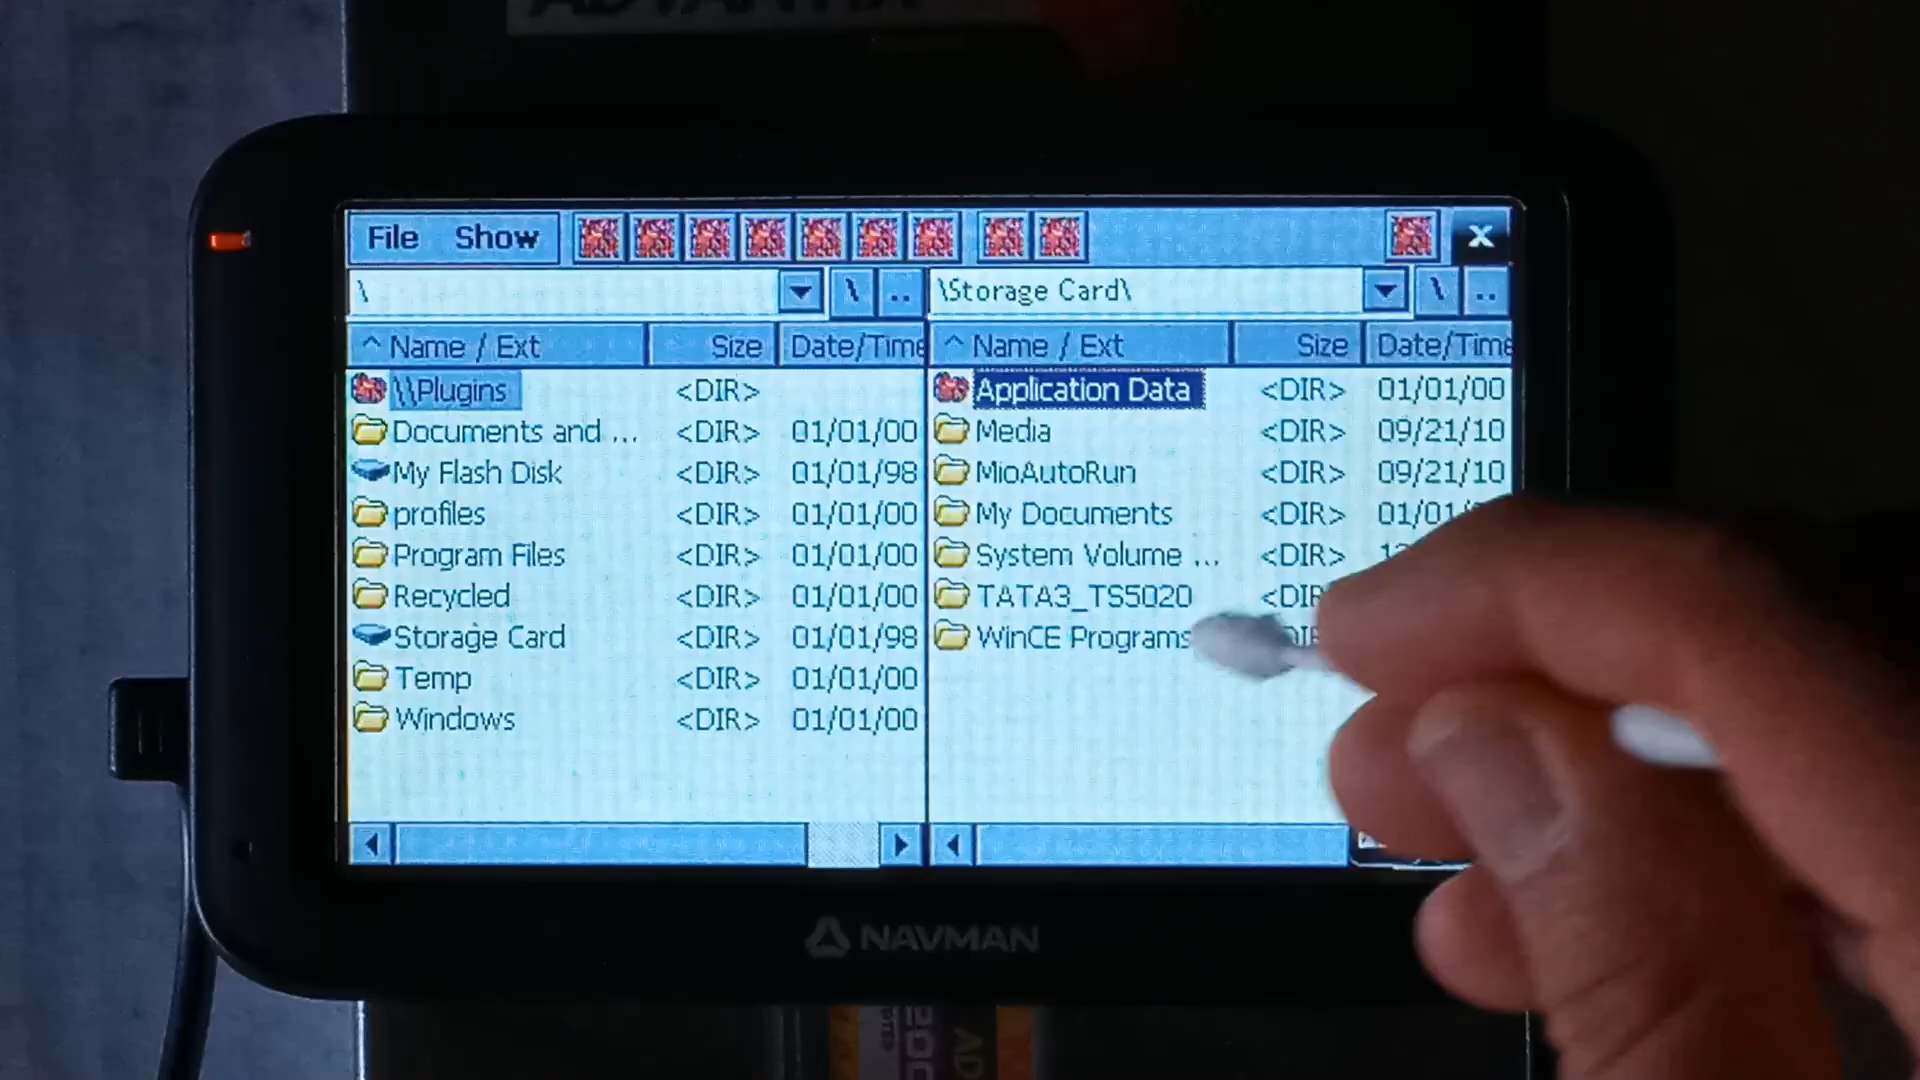 File Show
\ \ .. \Storage Card\ \ ..
^ Name / Ext Size Date/Time ^ Name / Ext Size Date/Time
\\Plugins <DIR> Application Data <DIR> 01/01/00
Documents and ... <DIR> 01/01/00 Media <DIR> 09/21/10
My Flash Disk <DIR> 01/01/98 MioAutoRun <DIR> 09/21/10
profiles <DIR> 01/01/00 My Documents <DIR> 01/01/
Program Files <DIR> 01/01/00 System Volume ... <DIR>
Recycled <DIR> 01/01/00 TATA3_TS5020 <DIR
Storage Card <DIR> 01/01/98 WinCE Programs DIR
Temp <DIR> 01/01/00
Windows <DIR> 01/01/00
NAVMAN